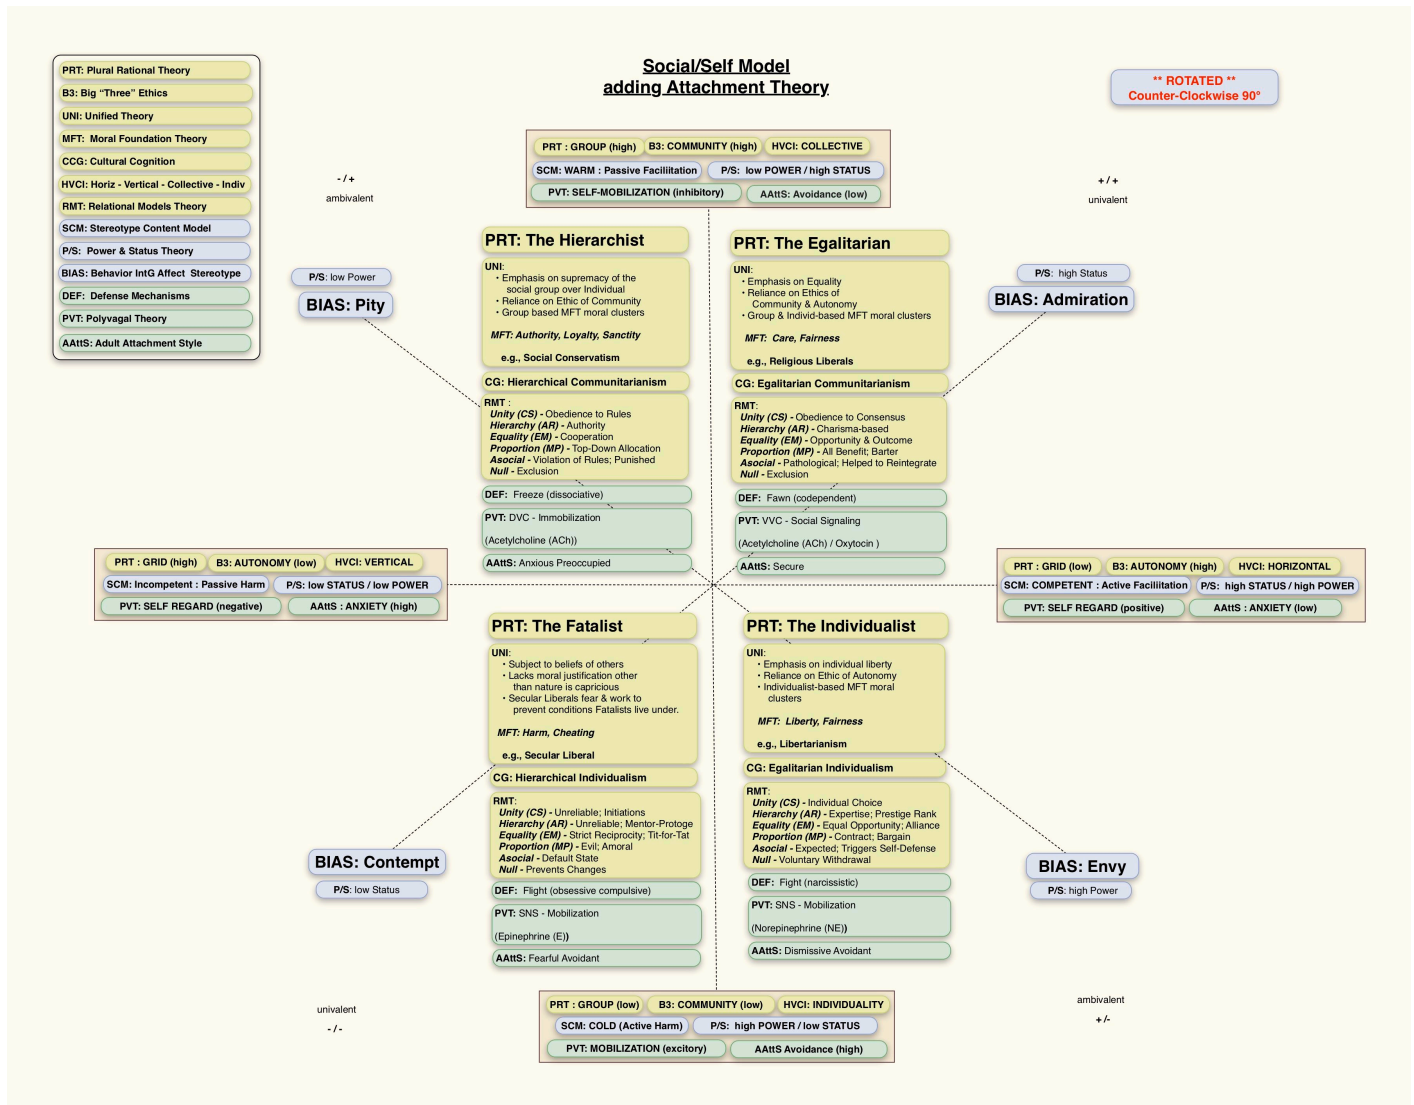 Social/Self Model
adding Attachment Theory
** ROTATED **
Counter-Clockwise 90°
PRT: Plural Rational Theory
B3: Big “Three” Ethics
UNI: Unified Theory
MFT:  Moral Foundation Theory
CCG: Cultural Cognition
HVCI: Horiz - Vertical - Collective - Indiv
RMT: Relational Models Theory
SCM: Stereotype Content Model
P/S:  Power & Status Theory
BIAS: Behavior IntG Affect  Stereotype
DEF:  Defense Mechanisms
PVT: Polyvagal Theory
AAttS: Adult Attachment Style
PRT : GROUP (high)
B3: COMMUNITY (high)
HVCI: COLLECTIVE
SCM: WARM : Passive Faciliitation
P/S:  low POWER / high STATUS
PVT: SELF-MOBILIZATION (inhibitory)
AAttS: Avoidance (low)
- / +
ambivalent
+ / +
univalent
P/S: low Power
BIAS: Pity
P/S:  high Status
BIAS: Admiration
PRT: The Hierarchist
UNI:
• Emphasis on supremacy of the
social group over Individual
• Reliance on Ethic of Community
• Group based MFT moral clusters
MFT: Authority, Loyalty, Sanctity
e.g., Social Conservatism
CG: Hierarchical Communitarianism
RMT :
Unity (CS) - Obedience to Rules
Hierarchy (AR) - Authority
Equality (EM) - Cooperation
Proportion (MP) - Top-Down Allocation
Asocial - Violation of Rules; Punished
Null - Exclusion
DEF:  Freeze (dissociative)
PVT: DVC - Immobilization
(Acetylcholine (ACh))
AAttS: Anxious Preoccupied
PRT: The Egalitarian
UNI:
• Emphasis on Equality
• Reliance on Ethics of
Community & Autonomy
• Group & Individ-based MFT moral clusters
MFT:  Care, Fairness
e.g., Religious Liberals
CG: Egalitarian Communitarianism
RMT:
Unity (CS) - Obedience to Consensus
Hierarchy (AR) - Charisma-based
Equality (EM) - Opportunity & Outcome
Proportion (MP) - All Benefit; Barter
Asocial - Pathological; Helped to Reintegrate
Null - Exclusion
DEF:  Fawn (codependent)
PVT: VVC - Social Signaling
(Acetylcholine (ACh) / Oxytocin )
AAttS: Secure
PRT : GRID (high)
B3: AUTONOMY (low)
HVCI: VERTICAL
SCM: Incompetent : Passive Harm
P/S: low STATUS / low POWER
PVT: SELF REGARD (negative)
AAttS : ANXIETY (high)
PRT : GRID (low)
B3: AUTONOMY (high)
HVCI: HORIZONTAL
SCM: COMPETENT : Active Faciliitation
P/S:  high STATUS / high POWER
PVT: SELF REGARD (positive)
AAttS : ANXIETY (low)
PRT: The Fatalist
UNI:
• Subject to beliefs of others
• Lacks moral justification other
than nature is capricious
• Secular Liberals fear & work to
prevent conditions Fatalists live under.
MFT: Harm, Cheating
e.g., Secular Liberal
CG: Hierarchical Individualism
RMT:
Unity (CS) - Unreliable; Initiations
Hierarchy (AR) - Unreliable; Mentor-Protoge
Equality (EM) - Strict Reciprocity; Tit-for-Tat
Proportion (MP) - Evil; Amoral
Asocial - Default State
Null - Prevents Changes
DEF:  Flight (obsessive compulsive)
PVT: SNS - Mobilization
(Epinephrine (E))
AAttS: Fearful Avoidant
PRT: The Individualist
UNI:
• Emphasis on individual liberty
• Reliance on Ethic of Autonomy
• Individualist-based MFT moral
clusters
MFT:  Liberty, Fairness
e.g., Libertarianism
CG: Egalitarian Individualism
RMT:
Unity (CS) - Individual Choice
Hierarchy (AR) - Expertise; Prestige Rank
Equality (EM) - Equal Opportunity; Alliance
Proportion (MP) - Contract; Bargain
Asocial - Expected; Triggers Self-Defense
Null - Voluntary Withdrawal
DEF:  Fight (narcissistic)
PVT: SNS - Mobilization
(Norepinephrine (NE))
AAttS: Dismissive Avoidant
BIAS: Contempt
P/S: low Status
BIAS: Envy
P/S: high Power
univalent
- / -
ambivalent
+ /-
PRT : GROUP (low)
B3: COMMUNITY (low)
HVCI: INDIVIDUALITY
SCM: COLD (Active Harm)
P/S:  high POWER / low STATUS
PVT: MOBILIZATION (excitory)
AAttS Avoidance (high)